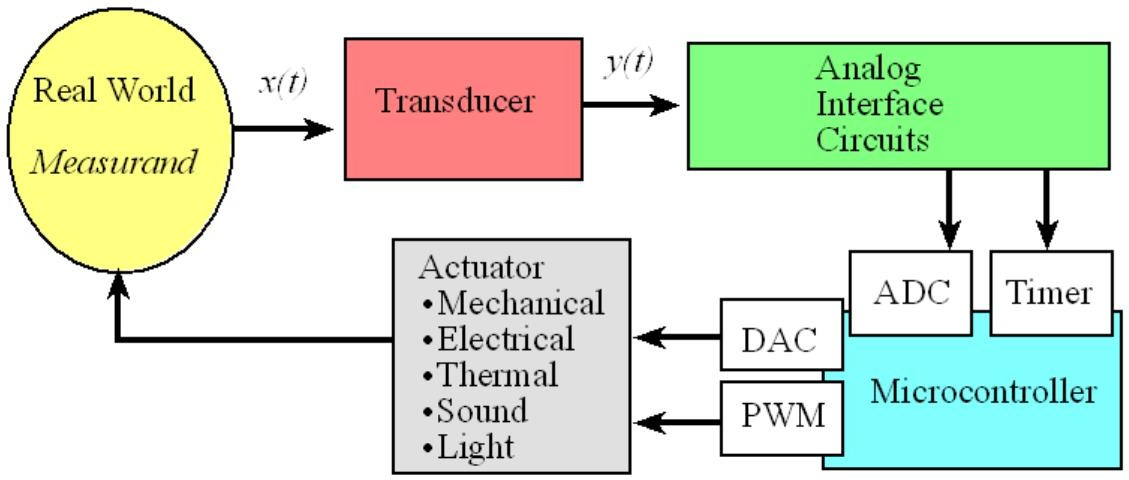 Real World
Measurand
x(t)
Transducer
y(t)
Analog
Interface
Circuits
ADC
Timer
Microcontroller
DAC
PWM
Actuator
•Mechanical
•Electrical
•Thermal
•Sound
•Light